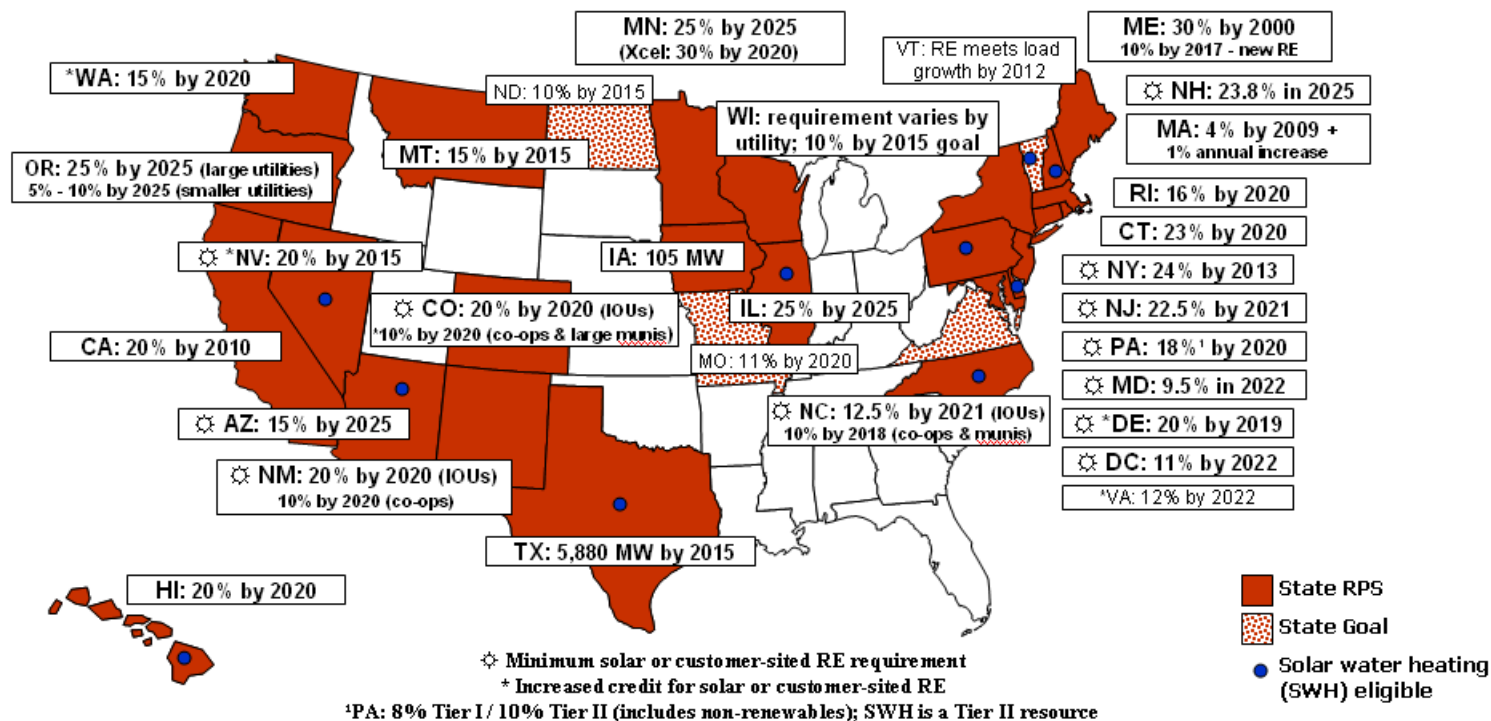 MN: 25% by 2025
(Xcel: 30% by 2020)
VT: RE meets load
growth by 2012
ME: 30% by 2000
10% by 2017 - new RE
*WA: 15% by 2020
ND: 10% by 2015
☼ NH: 23.8% in 2025
WI: requirement varies by
utility; 10% by 2015 goal
MA: 4% by 2009 +
1% annual increase
MT: 15% by 2015
OR: 25% by 2025 (large utilities)
5% - 10% by 2025 (smaller utilities)
RI: 16% by 2020
CT: 23% by 2020
☼ *NV: 20% by 2015
IA: 105 MW
☼ NY: 24% by 2013
☼ CO: 20% by 2020 (IOUs)
*10% by 2020 (co-ops & large munis)
IL: 25% by 2025
☼ NJ: 22.5% by 2021
CA: 20% by 2010
MO: 11% by 2020
☼ PA: 18%¹ by 2020
☼ MD: 9.5% in 2022
☼ AZ: 15% by 2025
☼ NC: 12.5% by 2021 (IOUs)
10% by 2018 (co-ops & munis)
☼ *DE: 20% by 2019
☼ NM: 20% by 2020 (IOUs)
10% by 2020 (co-ops)
☼ DC: 11% by 2022
*VA: 12% by 2022
TX: 5,880 MW by 2015
HI: 20% by 2020
State RPS
State Goal
Solar water heating
(SWH) eligible
☼ Minimum solar or customer-sited RE requirement
* Increased credit for solar or customer-sited RE
¹PA: 8% Tier I / 10% Tier II (includes non-renewables); SWH is a Tier II resource